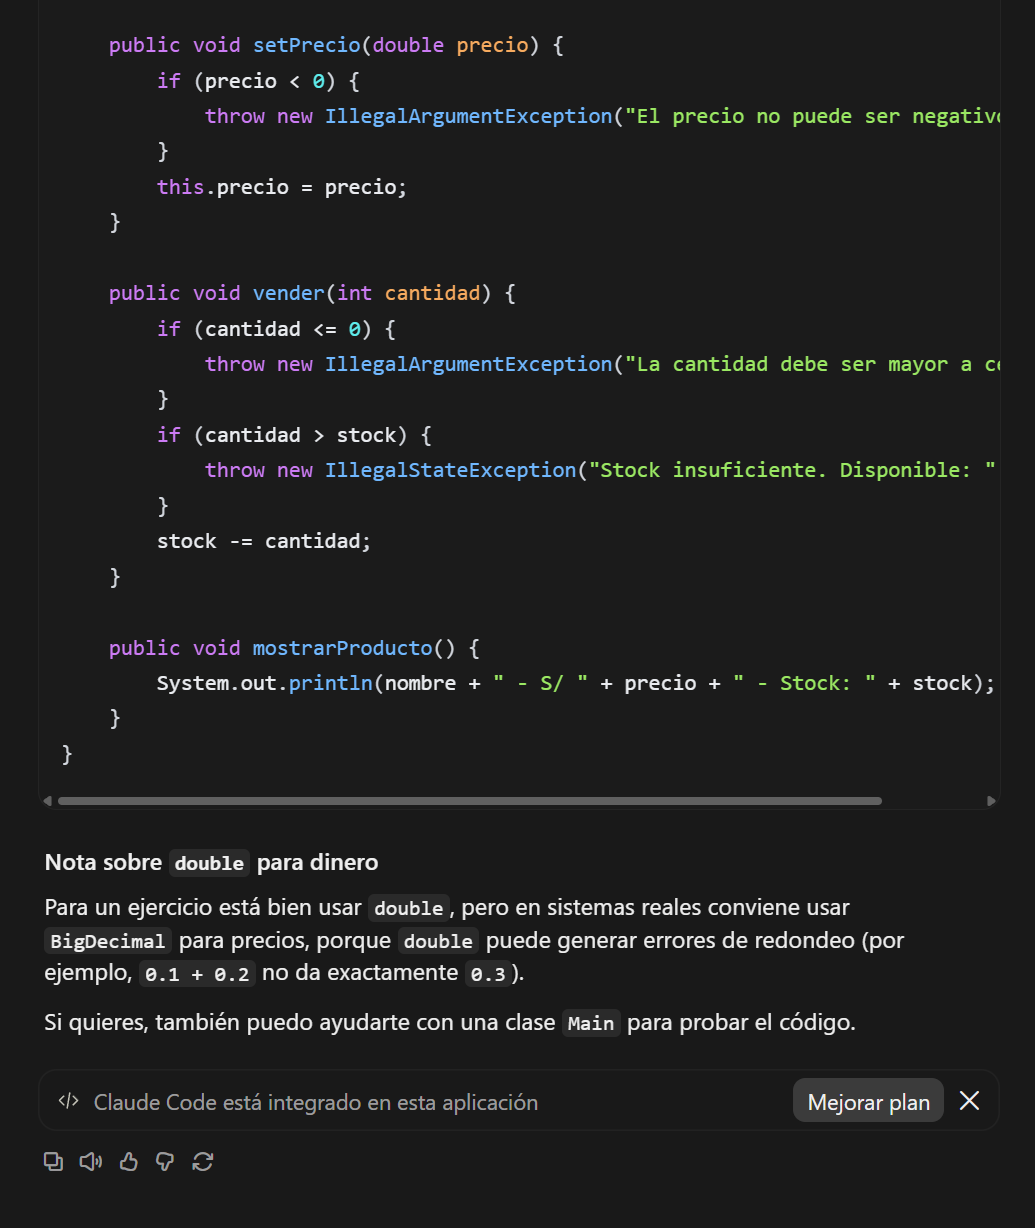 public void setPrecio(double precio) {
if (precio < 0) {
throw new IllegalArgumentException("El precio no puede ser negativo
}
this.precio = precio;
}
public void vender(int cantidad) {
if (cantidad <= 0) {
throw new IllegalArgumentException("La cantidad debe ser mayor a
}
if (cantidad > stock) {
throw new IllegalStateException("Stock insuficiente. Disponible: "
}
stock -= cantidad;
}
public void mostrarProducto() {
System.out.println(nombre + " - S/ " + precio + " - Stock: " + stock);
}
}
Nota sobre double para dinero
Para un ejercicio está bien usar double, pero en sistemas reales conviene usar
BigDecimal para precios, porque double puede generar errores de redondeo (por
ejemplo, 0.1 + 0.2 no da exactamente 0.3).
Si quieres, también puedo ayudarte con una clase Main para probar el código.
</> Claude Code está integrado en esta aplicación
Mejorar plan